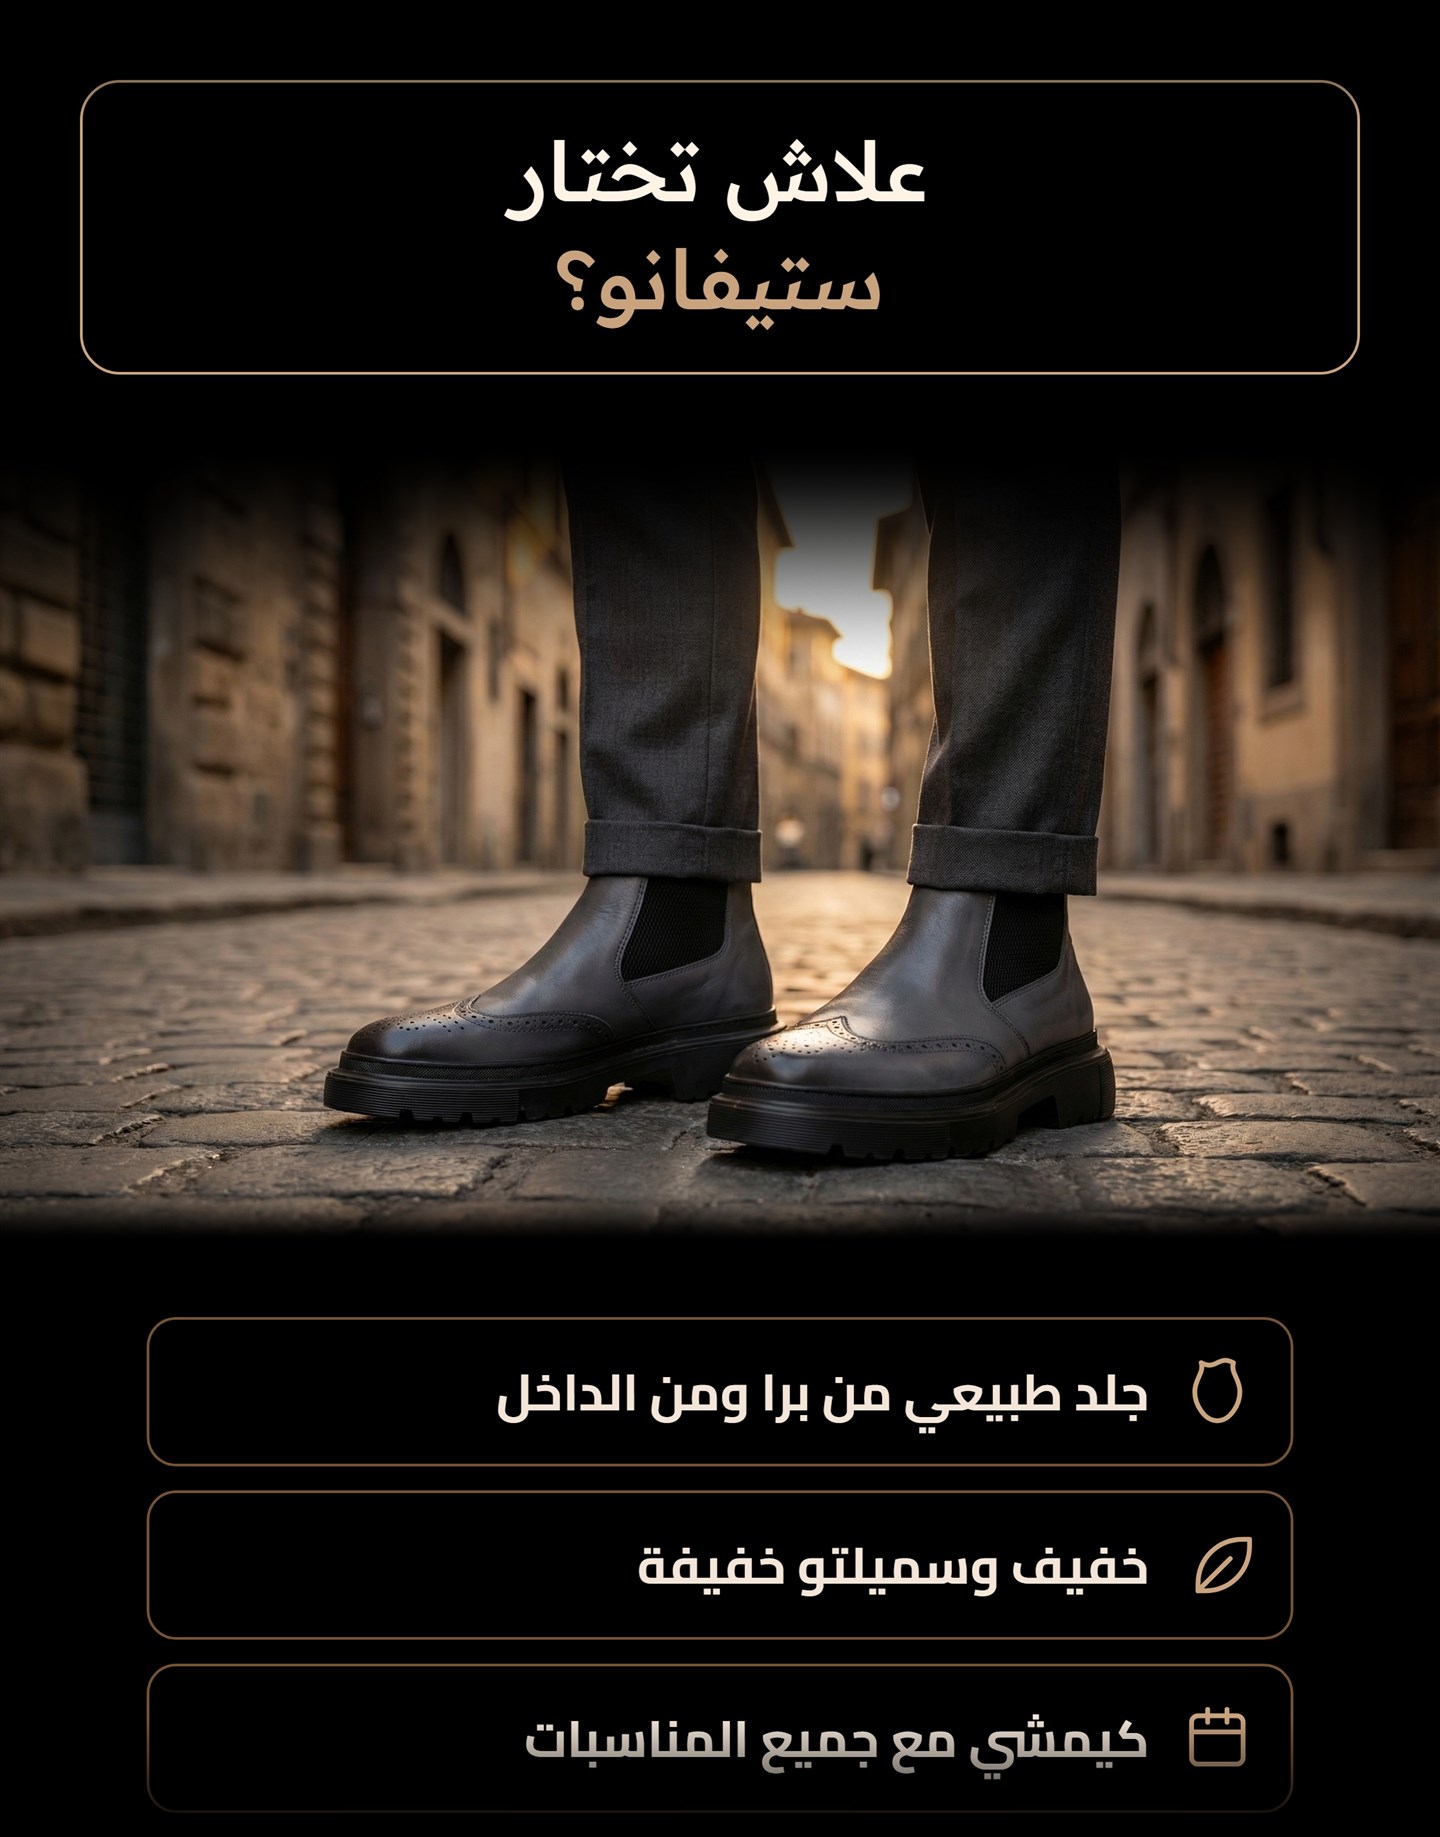 علاش تختار
ستيفانو؟
جلد طبيعي من برا ومن الداخل
خفيف وسميلتو خفيفة
كيمشي مع جميع المناسبات